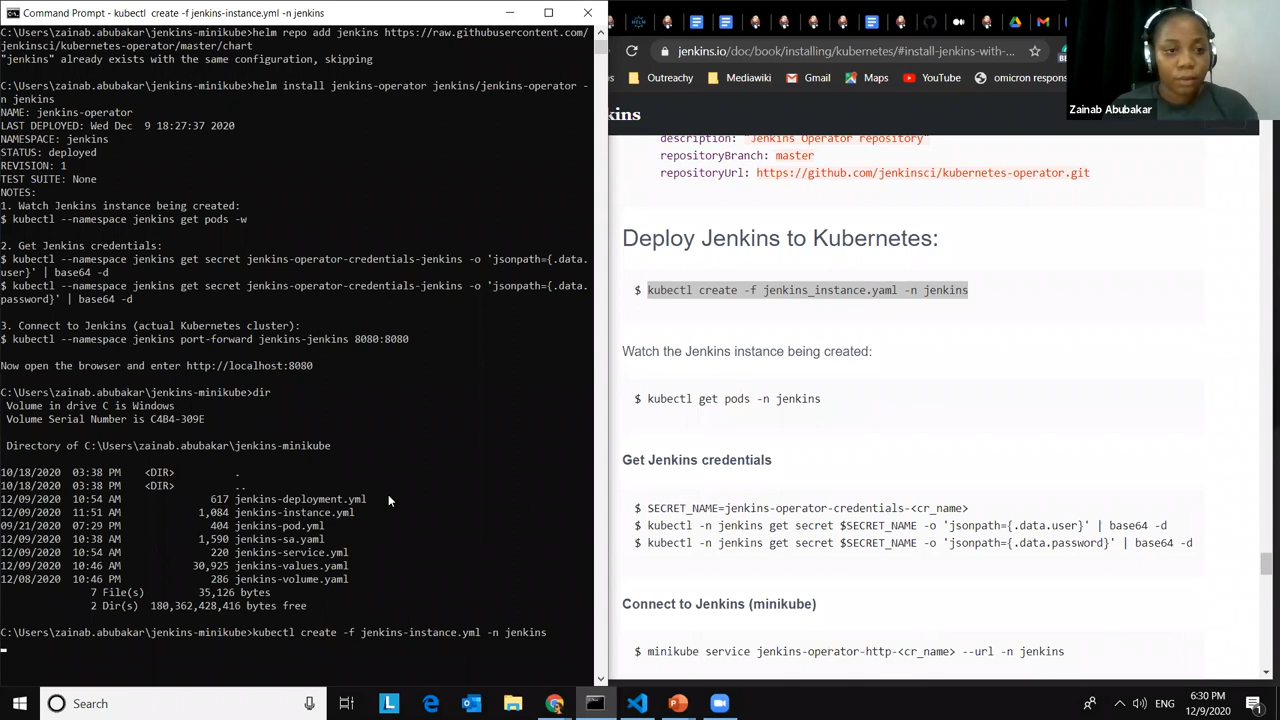 Command Prompt - kubectl create -f jenkins-instance.yml -n jenkins
C:\Users\zainab.abubakar\jenkins-minikube>helm repo add jenkins https://raw.githubusercontent.com/
jenkinsci/kubernetes-operator/master/chart
"jenkins" already exists with the same configuration, skipping
C:\Users\zainab.abubakar\jenkins-minikube>helm install jenkins-operator jenkins/jenkins-operator -
n jenkins
NAME: jenkins-operator
LAST DEPLOYED: Wed Dec  9 18:27:37 2020
NAMESPACE: jenkins
STATUS: deployed
REVISION: 1
TEST SUITE: None
NOTES:
1. Watch Jenkins instance being created:
$ kubectl --namespace jenkins get pods -w
2. Get Jenkins credentials:
$ kubectl --namespace jenkins get secret jenkins-operator-credentials-jenkins -o 'jsonpath={.data.
user}' | base64 -d
$ kubectl --namespace jenkins get secret jenkins-operator-credentials-jenkins -o 'jsonpath={.data.
password}' | base64 -d
3. Connect to Jenkins (actual Kubernetes cluster):
$ kubectl --namespace jenkins port-forward jenkins-jenkins 8080:8080
Now open the browser and enter http://localhost:8080
C:\Users\zainab.abubakar\jenkins-minikube>dir
Volume in drive C is Windows
Volume Serial Number is C4B4-309E
Directory of C:\Users\zainab.abubakar\jenkins-minikube
10/18/2020  03:38 PM    <DIR>          .
10/18/2020  03:38 PM    <DIR>          ..
12/09/2020  10:54 AM               617 jenkins-deployment.yml
12/09/2020  11:51 AM             1,084 jenkins-instance.yml
09/21/2020  07:29 PM               404 jenkins-pod.yml
12/09/2020  10:38 AM             1,590 jenkins-sa.yaml
12/09/2020  10:54 AM               220 jenkins-service.yml
12/09/2020  10:46 AM            30,925 jenkins-values.yaml
12/08/2020  10:46 PM               286 jenkins-volume.yaml
7 File(s)         35,126 bytes
2 Dir(s)  180,362,428,416 bytes free
C:\Users\zainab.abubakar\jenkins-minikube>kubectl create -f jenkins-instance.yml -n jenkins
jenkins.io/doc/book/installing/kubernetes/#install-jenkins-with-...
Outreachy
Mediawiki
Gmail
Maps
YouTube
omicron response
Zainab Abubakar
kins
description: "Jenkins Operator repository"
repositoryBranch: master
repositoryUrl: https://github.com/jenkinsci/kubernetes-operator.git
Deploy Jenkins to Kubernetes:
$ kubectl create -f jenkins_instance.yaml -n jenkins
Watch the Jenkins instance being created:
$ kubectl get pods -n jenkins
Get Jenkins credentials
$ SECRET_NAME=jenkins-operator-credentials-<cr_name>
$ kubectl -n jenkins get secret $SECRET_NAME -o 'jsonpath={.data.user}' | base64 -d
$ kubectl -n jenkins get secret $SECRET_NAME -o 'jsonpath={.data.password}' | base64 -d
Connect to Jenkins (minikube)
$ minikube service jenkins-operator-http-<cr_name> --url -n jenkins
Search
ENG
6:30 PM
12/9/2020